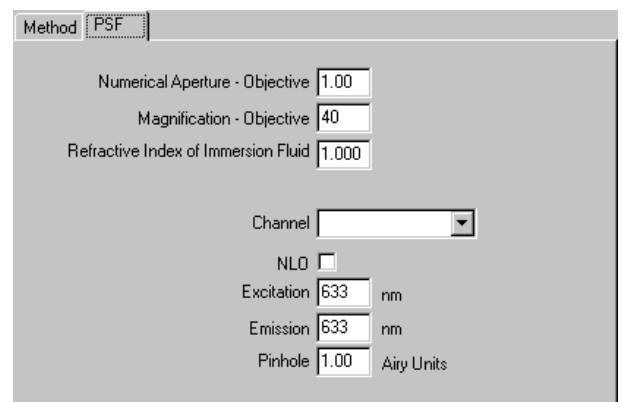 Method PSF
Numerical Aperture - Objective 1.00
Magnification - Objective 40
Refractive Index of Immersion Fluid 1.000
Channel
NLO
Excitation 633 nm
Emission 633 nm
Pinhole 1.00 Airy Units